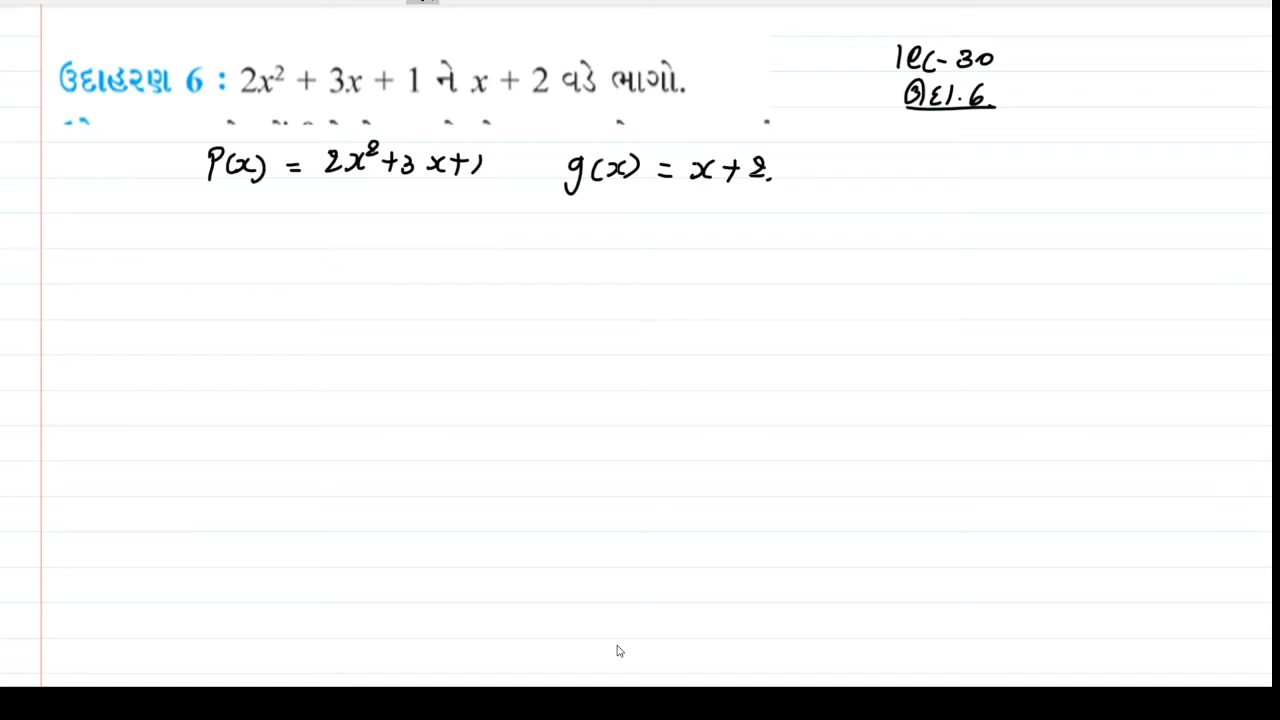 ઉદાહરણ 6 : 2x² + 3x + 1 ને x + 2 વડે ભાગો.
lec-30
ઉદા.6.
P(x) = 2x² + 3x + 1 g(x) = x + 2.